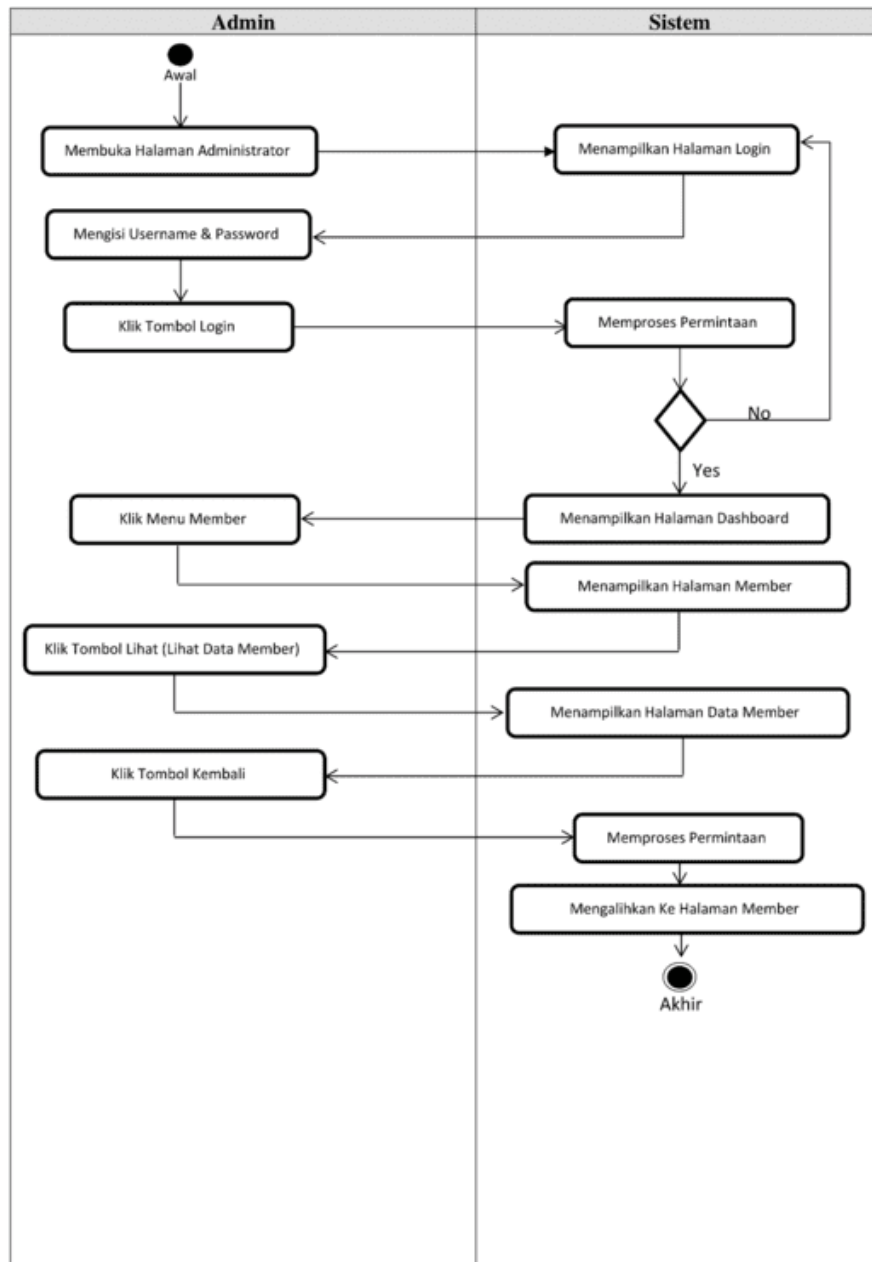 Admin
Sistem
Awal
Membuka Halaman Administrator
Menampilkan Halaman Login
Mengisi Username & Password
Klik Tombol Login
Memproses Permintaan
No
Yes
Klik Menu Member
Menampilkan Halaman Dashboard
Menampilkan Halaman Member
Klik Tombol Lihat (Lihat Data Member)
Menampilkan Halaman Data Member
Klik Tombol Kembali
Memproses Permintaan
Mengalihkan Ke Halaman Member
Akhir